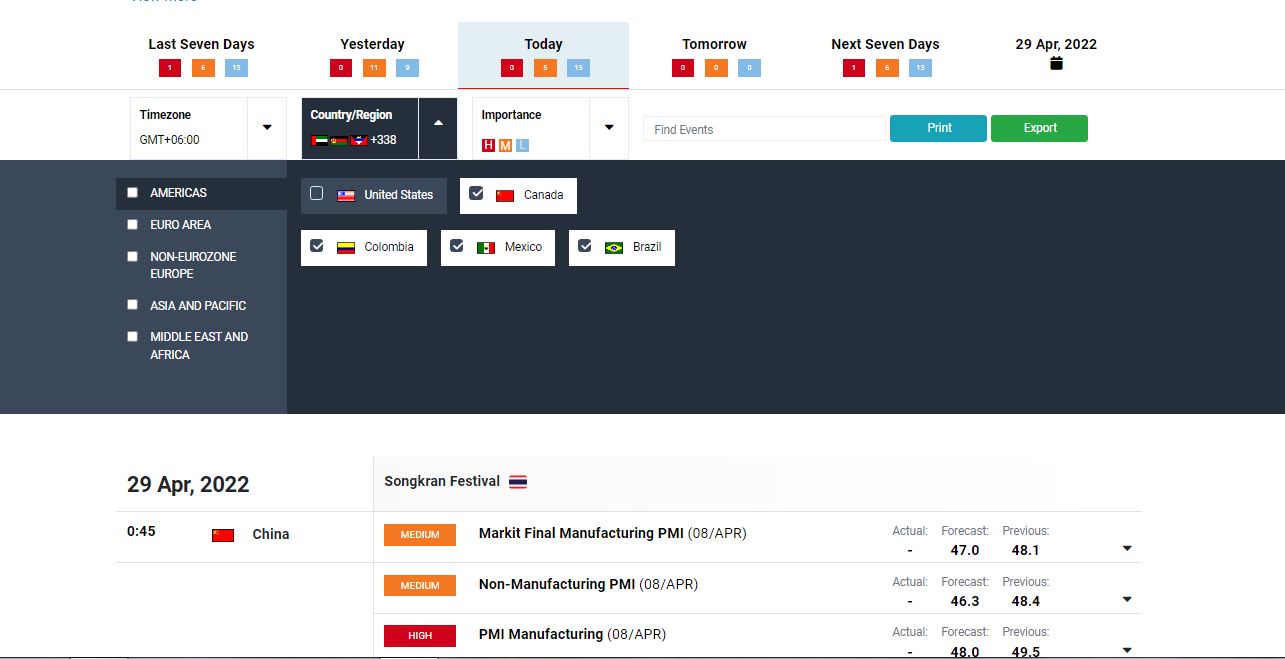 View more
Last Seven Days Yesterday Today Tomorrow Next Seven Days 29 Apr, 2022
1 6 13 0 11 9 0 5 15 0 0 0 1 6 13
Timezone Country/Region Importance
GMT+06:00 +338 H M L Find Events Print Export
AMERICAS United States Canada
EURO AREA
NON-EUROZONE EUROPE Colombia Mexico Brazil
ASIA AND PACIFIC
MIDDLE EAST AND
AFRICA
29 Apr, 2022 Songkran Festival
0:45 China MEDIUM Markit Final Manufacturing PMI (08/APR) Actual: Forecast: Previous:
- 47.0 48.1
MEDIUM Non-Manufacturing PMI (08/APR) Actual: Forecast: Previous:
- 46.3 48.4
HIGH PMI Manufacturing (08/APR) Actual: Forecast: Previous:
- 48.0 49.5